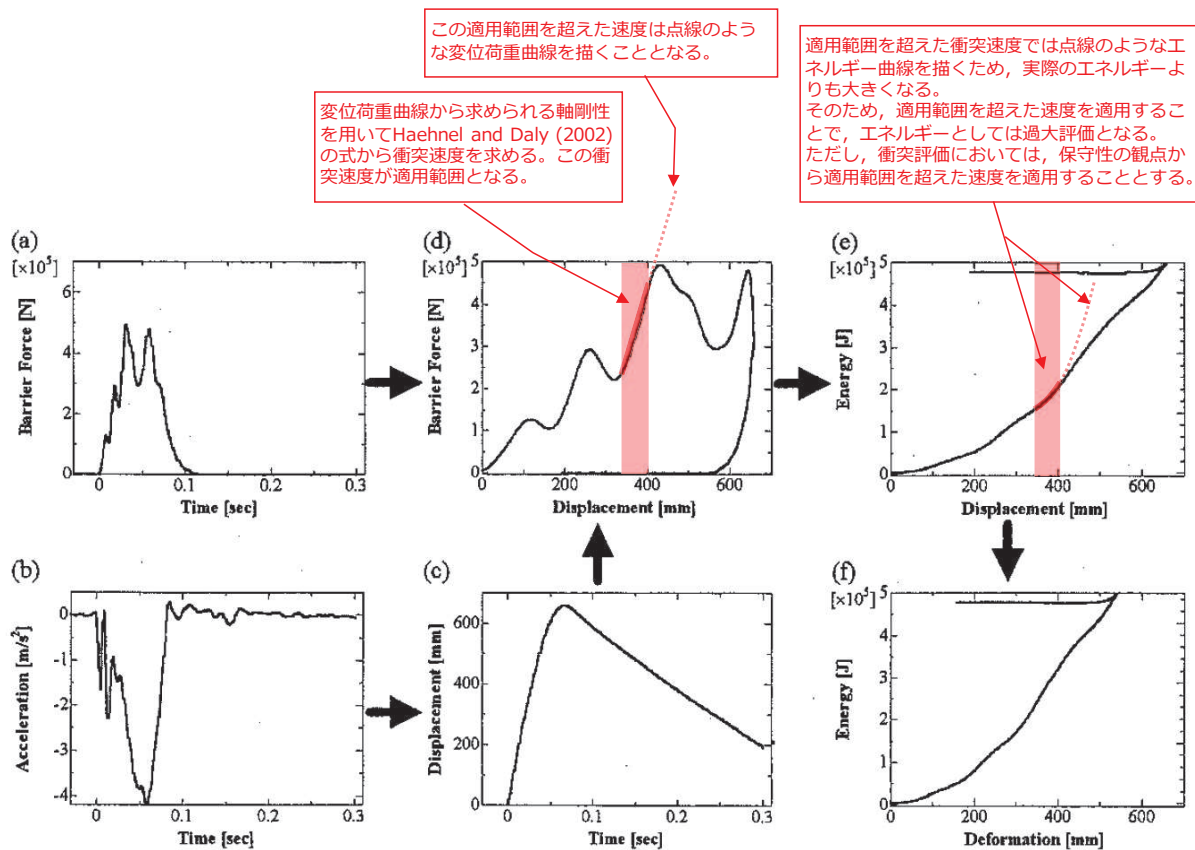 この適用範囲を超えた速度は点線のよう
な変位荷重曲線を描くこととなる。
適用範囲を超えた衝突速度では点線のようなエ
ネルギー曲線を描くため，実際のエネルギーよ
りも大きくなる。
そのため，適用範囲を超えた速度を適用するこ
とで，エネルギーとしては過大評価となる。
ただし，衝突評価においては，保守性の観点か
ら適用範囲を超えた速度を適用することとする。
変位荷重曲線から求められる軸剛性
を用いてHaehnel and Daly (2002)
の式から衝突速度を求める。この衝
突速度が適用範囲となる。
(a)
[×10⁵]
6
4
2
0
Barrier Force [N]
0 0.1 0.2 0.3
Time [sec]
(d)
[×10⁵]
5
4
3
2
1
0
Barrier Force [N]
0 200 400 600
Displacement [mm]
(e)
[×10⁵]
5
4
3
2
1
0
Energy [J]
0 200 400 600
Displacement [mm]
(b)
0
-1
-2
-3
-4
Acceleration [m/s²]
0 0.1 0.2 0.3
Time [sec]
(c)
600
400
200
0
Displacement [mm]
0 0.1 0.2 0.3
Time [sec]
(f)
[×10⁵]
5
4
3
2
1
0
Energy [J]
0 200 400 600
Deformation [mm]